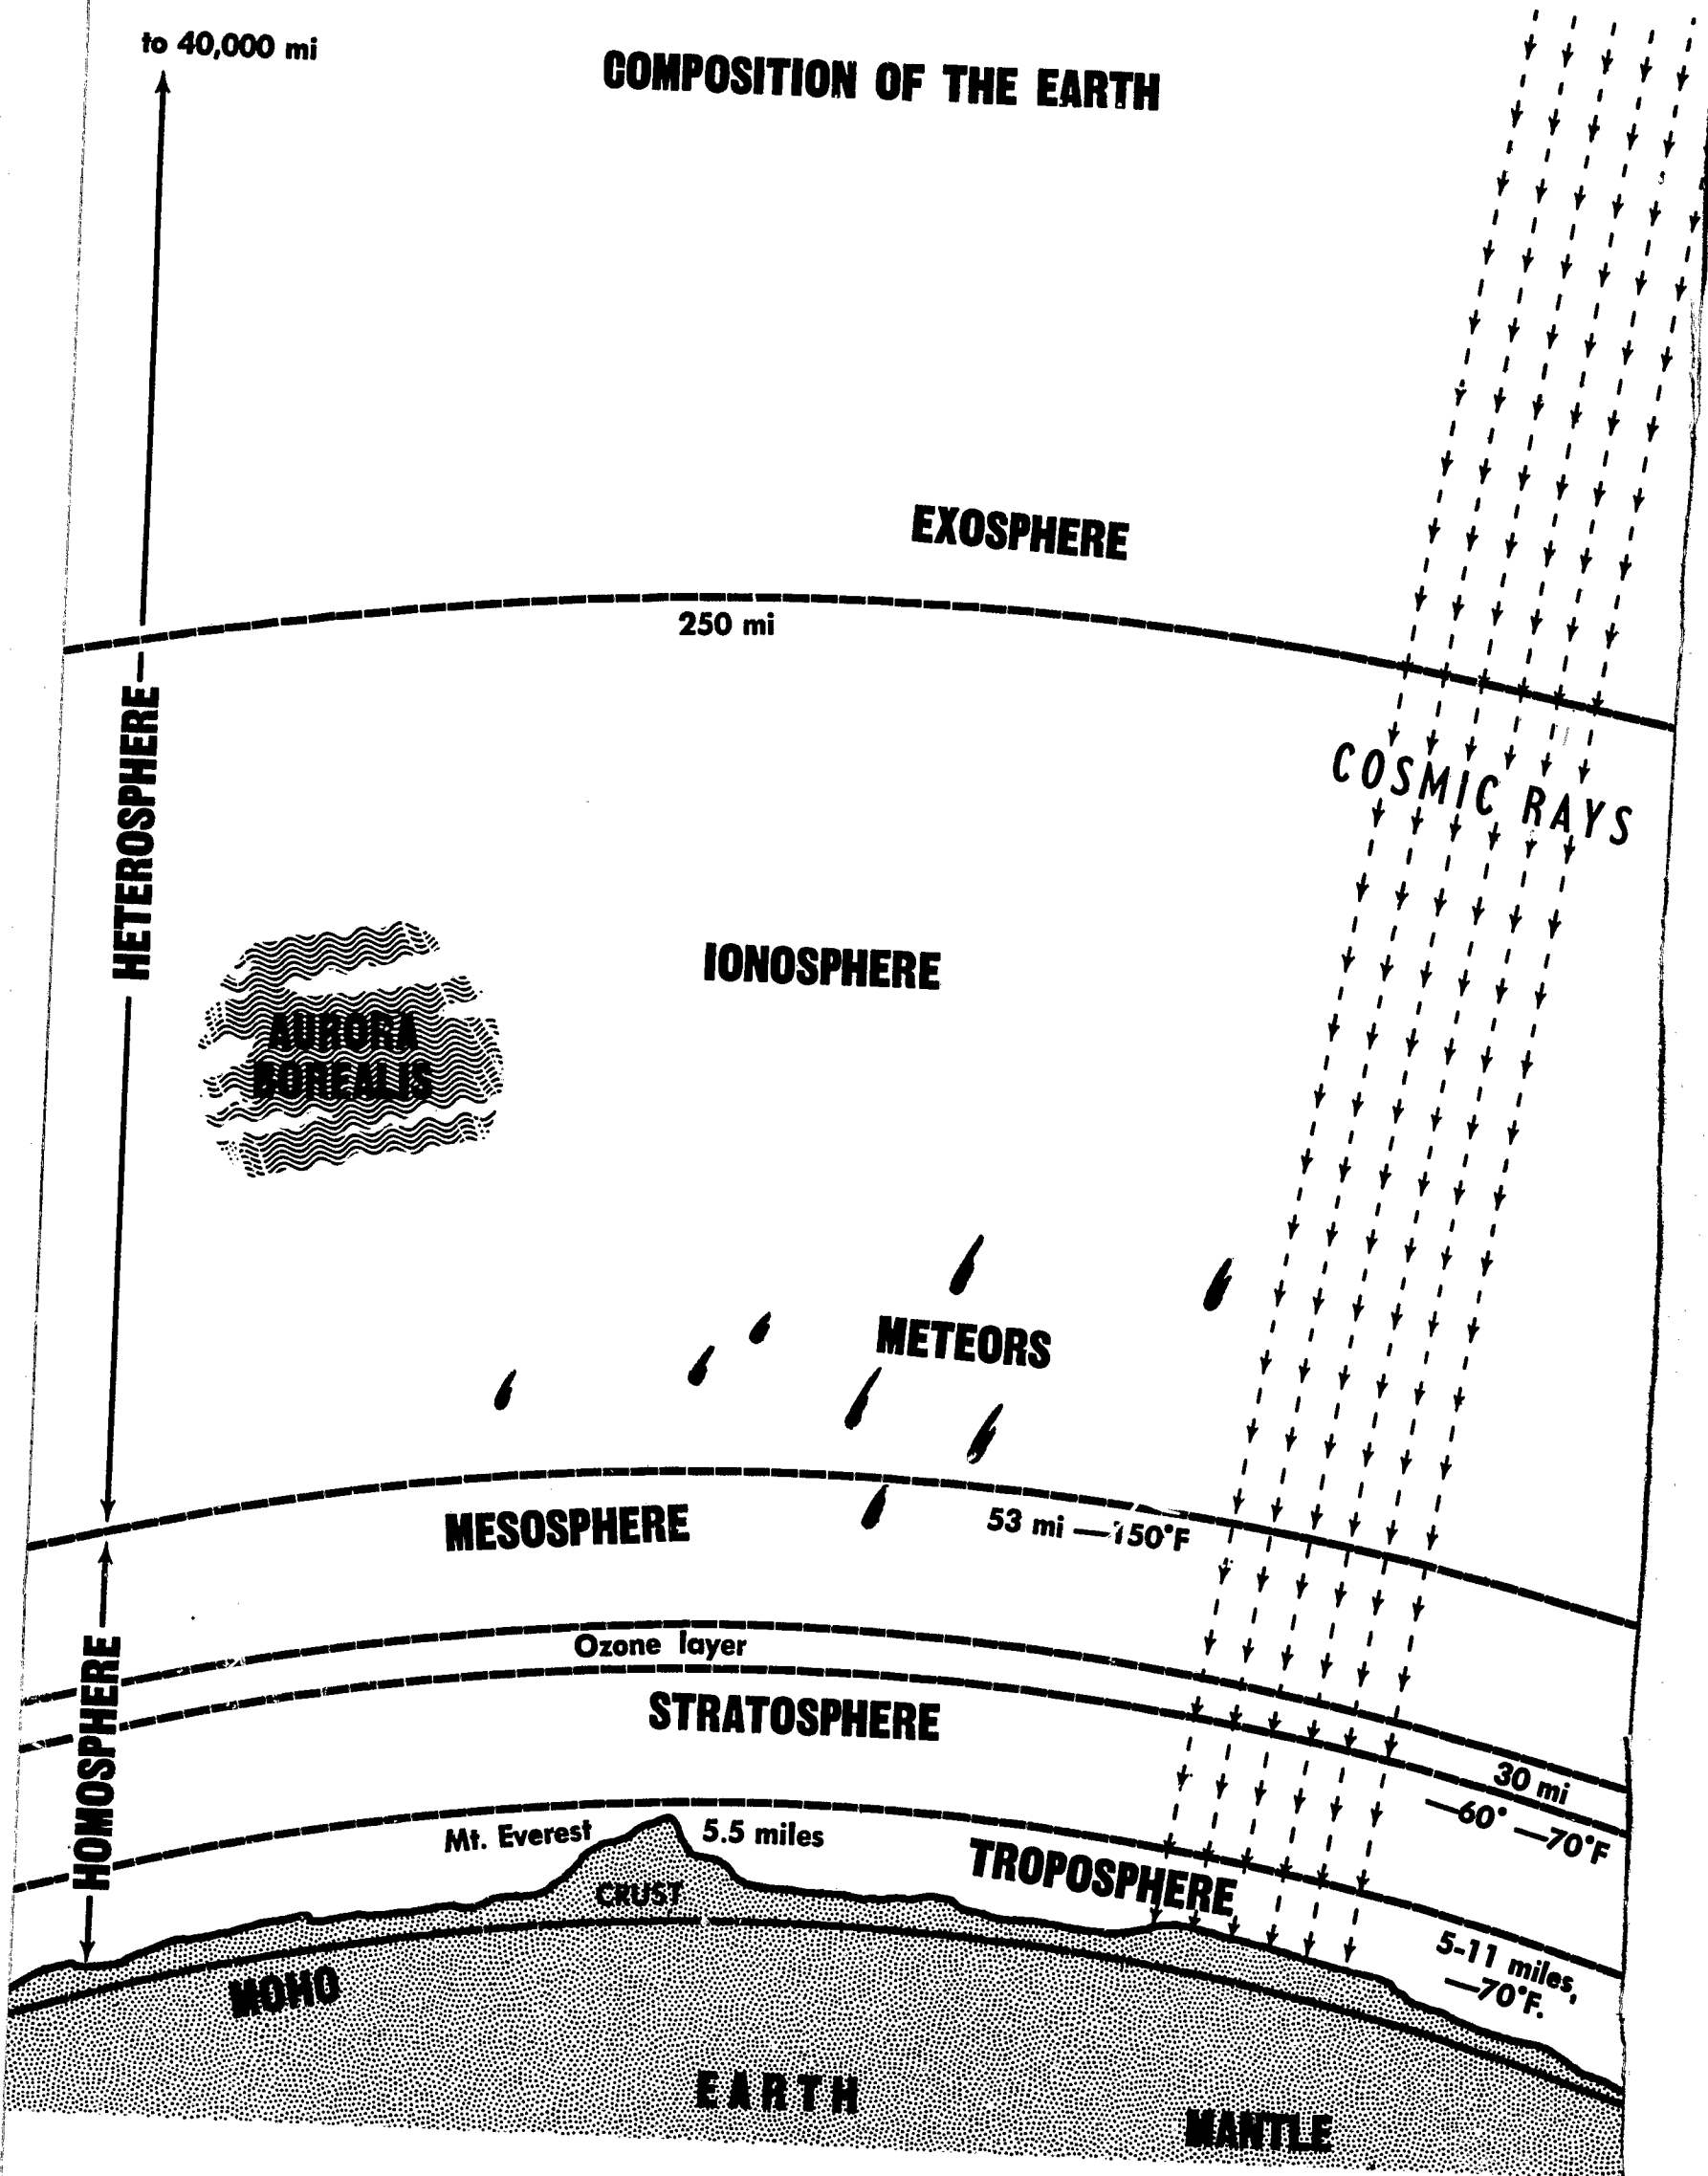 to 40,000 mi
COMPOSITION OF THE EARTH
EXOSPHERE
250 mi
HETEROSPHERE
COSMIC RAYS
IONOSPHERE
AURORA
BOREALIS
METEORS
MESOSPHERE
53 mi —150°F
Ozone layer
HOMOSPHERE
STRATOSPHERE
30 mi
—60° —70°F
Mt. Everest
5.5 miles
TROPOSPHERE
CRUST
5-11 miles,
—70°F.
MOHO
EARTH
MANTLE